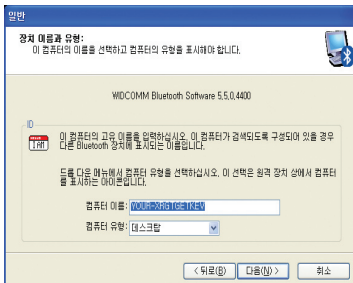 일반
장치 이름과 유형:
이 컴퓨터의 이름을 선택하고 컴퓨터의 유형을 표시해야 합니다.
WIDCOMM Bluetooth Software 5,5,0,4400
ID
I AM
이 컴퓨터의 고유 이름을 입력하십시오. 이 컴퓨터가 검색되도록 구성되어 있을 경우
다른 Bluetooth 장치에 표시되는 이름입니다.
드롭 다운 메뉴에서 컴퓨터 유형을 선택하십시오. 이 선택은 원격 장치 상에서 컴퓨터
를 표시하는 아이콘입니다.
컴퓨터 이름:
컴퓨터 유형: 데스크탑
< 뒤로(B)
다음(N) >
취소